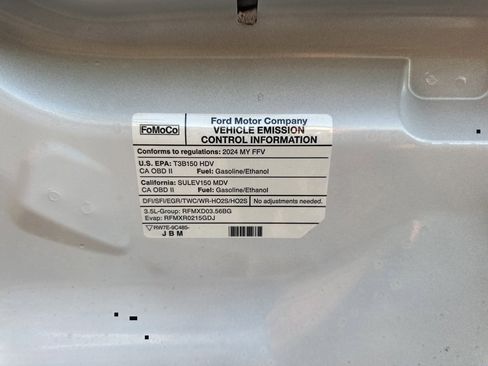 FoMoCo
Ford Motor Company
VEHICLE EMISSION
CONTROL INFORMATION
Conforms to regulations: 2024 MY FFV
U.S. EPA: T3B150 HDV
CA OBD II Fuel: Gasoline/Ethanol
California: SULEV150 MDV
CA OBD II Fuel: Gasoline/Ethanol
DFI/SFI/EGR/TWC/WR-HO2S/HO2S No adjustments needed.
3.5L-Group: RFMXD03.56BG
Evap: RFMXR0215GDJ
RW7E-9C485-
J B M